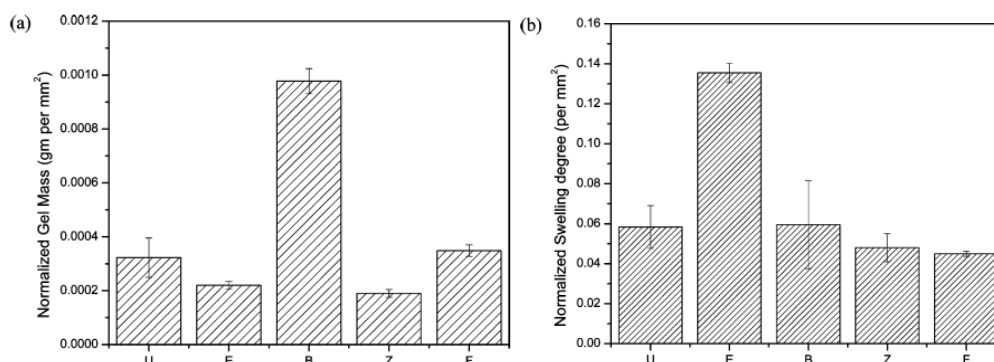 (a)
Normalized Gel Mass (gm per mm²)
0.0012
0.0010
0.0008
0.0006
0.0004
0.0002
0.0000
U B Z
(b)
Normalized Swelling degree (per mm²)
0.16
0.14
0.12
0.10
0.08
0.06
0.04
0.02
0.00
U B Z